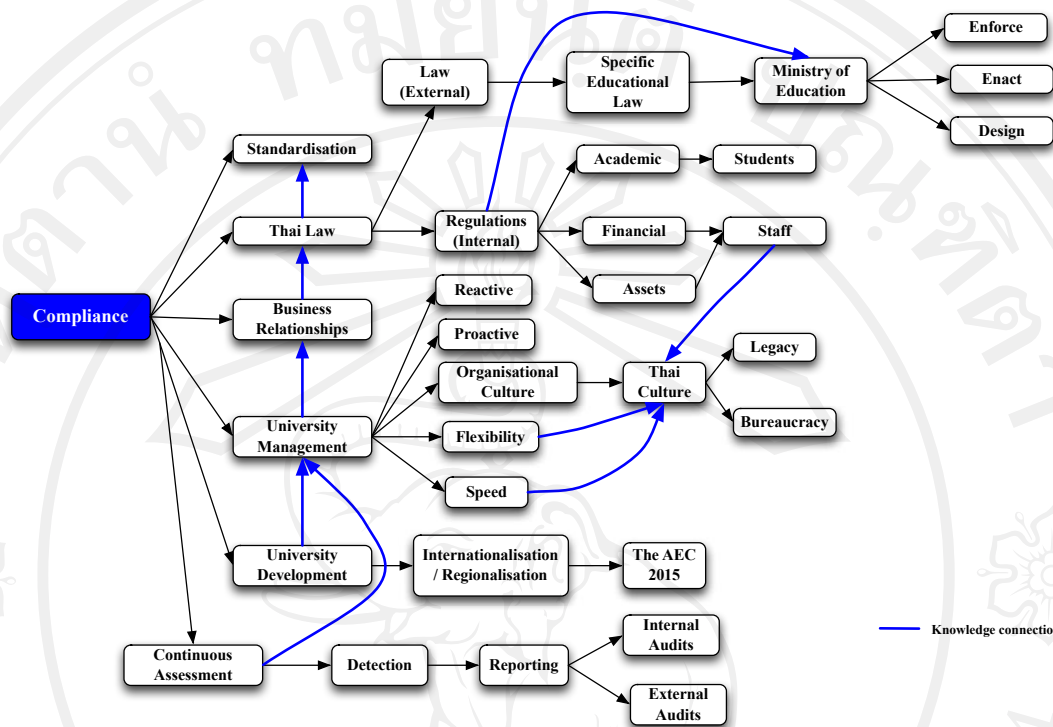 Enforce
Law
(External)
Specific
Educational
Law
Ministry of
Education
Enact
Design
Standardisation
Academic
Students
Thai Law
Regulations
(Internal)
Financial
Staff
Assets
Compliance
Business
Relationships
Reactive
Proactive
Legacy
Organisational
Culture
Thai
Culture
University
Management
Flexibility
Bureaucracy
Speed
University
Development
Internationalisation
/ Regionalisation
The AEC
2015
Internal
Audits
Knowledge connection
Continuous
Assessment
Detection
Reporting
External
Audits